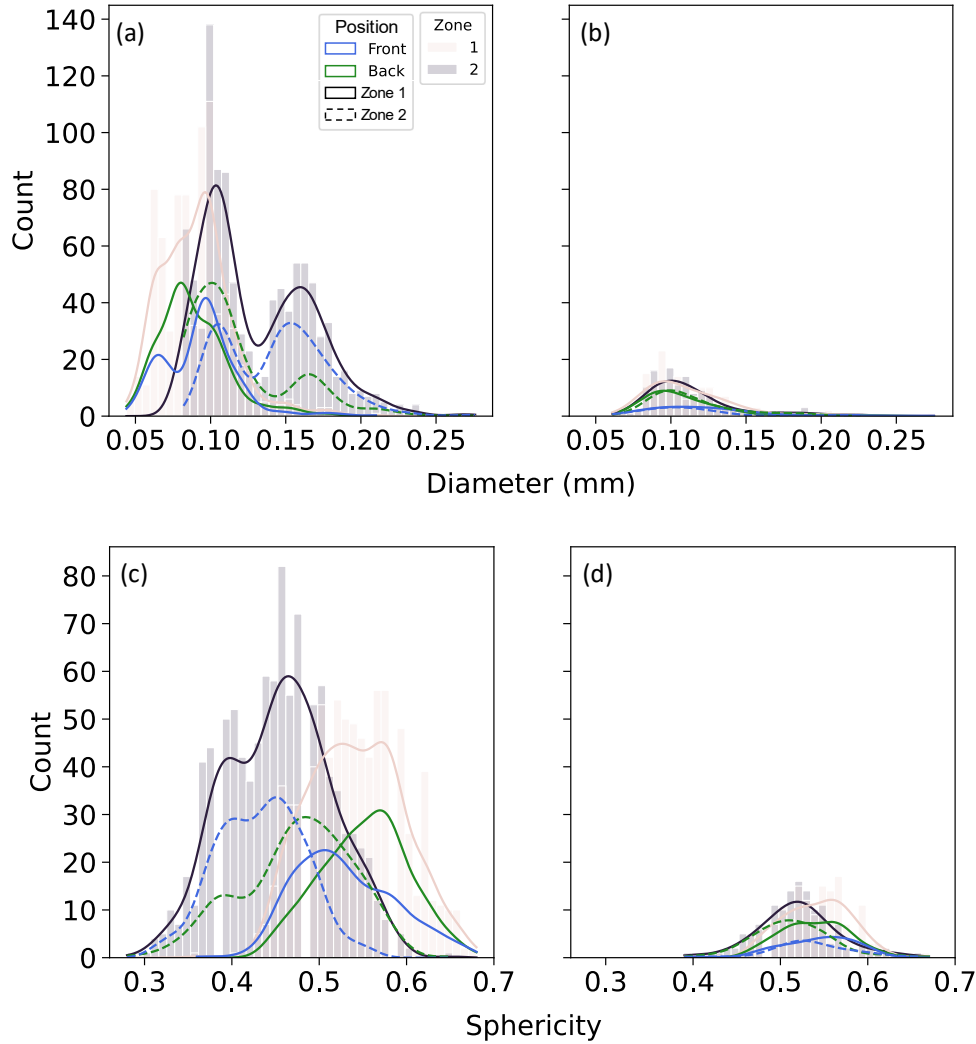 (a)
Position
Front
Back
Zone 1
Zone 2
Zone
1
2
(b)
Count
140
120
100
80
60
40
20
0
0.05 0.10 0.15 0.20 0.25
0.05 0.10 0.15 0.20 0.25
Diameter (mm)
(c)
(d)
Count
80
70
60
50
40
30
20
10
0
0.3 0.4 0.5 0.6 0.7
0.3 0.4 0.5 0.6 0.7
Sphericity